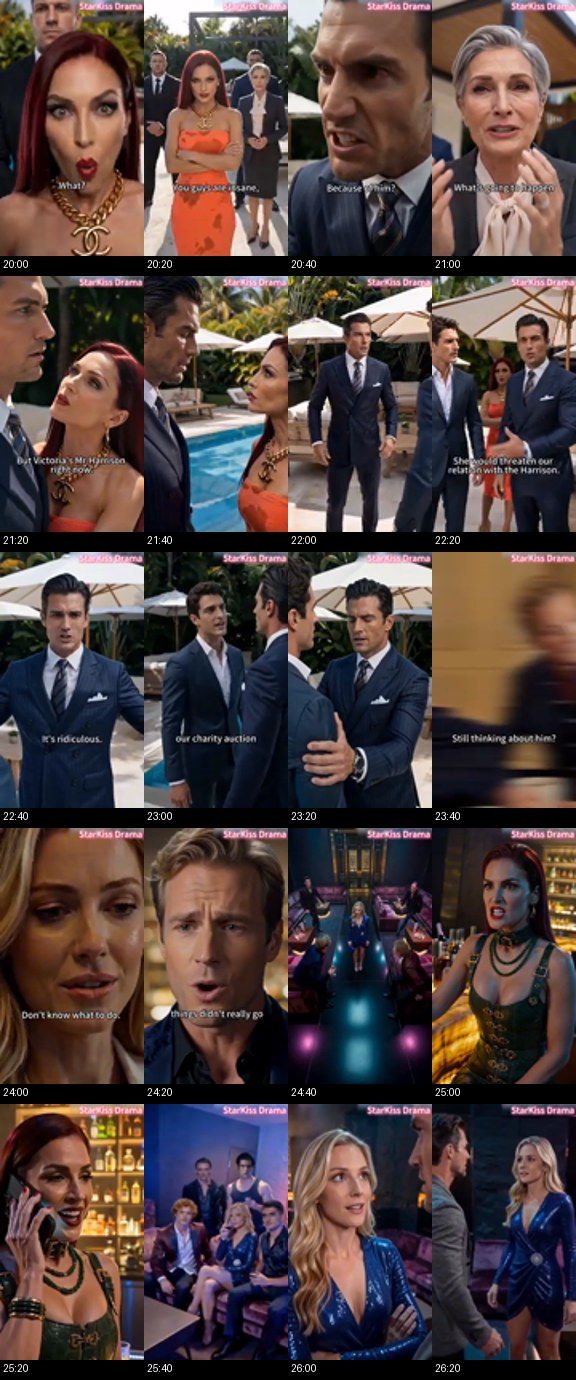 StarKiss Drama
StarKiss Drama
StarKiss Drama
StarKiss Drama
What?
You guys are insane,
Because of him?
What's going to happen
20:00
20:20
20:40
21:00
StarKiss Drama
StarKiss Drama
StarKiss Drama
StarKiss Drama
But Victoria's Mr Harrison
right now.
She would threaten our
relation with the Harrison.
21:20
21:40
22:00
22:20
StarKiss Drama
StarKiss Drama
StarKiss Drama
StarKiss Drama
It's ridiculous.
our charity auction
Still thinking about him?
22:40
23:00
23:20
23:40
StarKiss Drama
StarKiss Drama
StarKiss Drama
StarKiss Drama
Don't know what to do.
things didn't really go
24:00
24:20
24:40
25:00
StarKiss Drama
StarKiss Drama
StarKiss Drama
StarKiss Drama
25:20
25:40
26:00
26:20